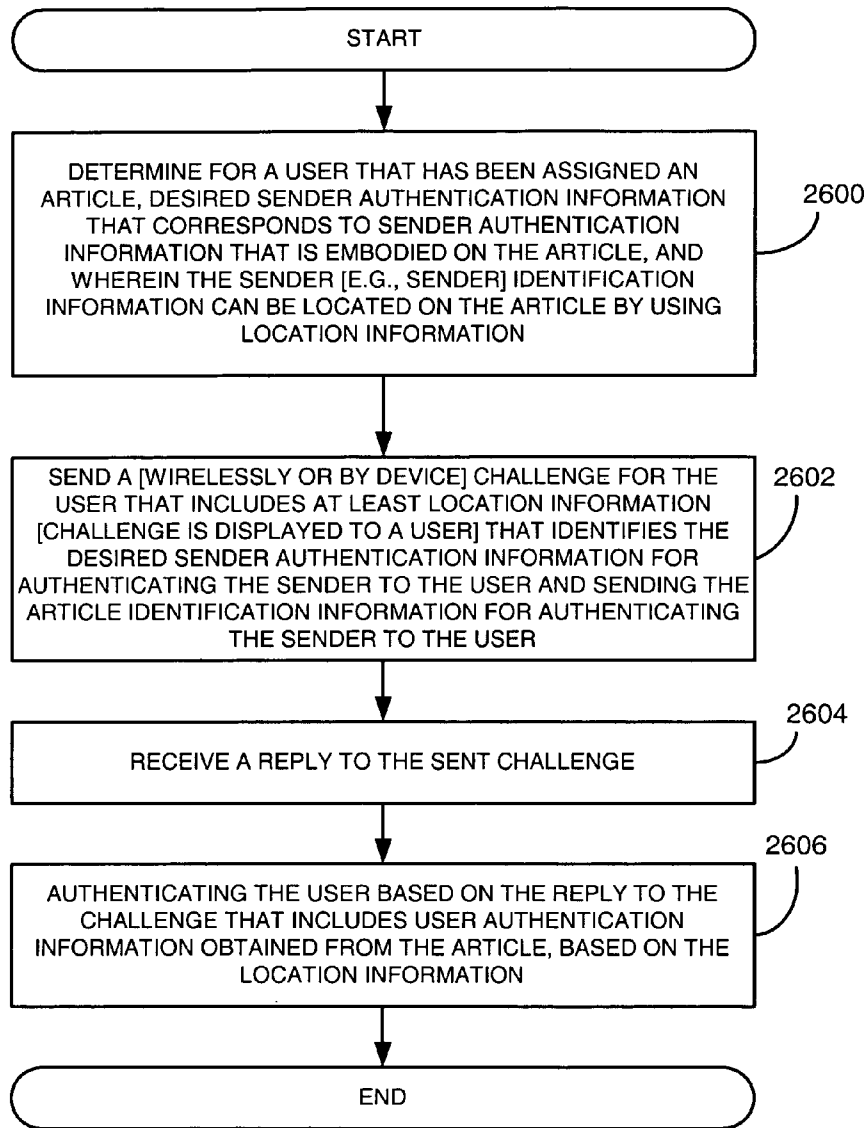 START
DETERMINE FOR A USER THAT HAS BEEN ASSIGNED AN
ARTICLE, DESIRED SENDER AUTHENTICATION INFORMATION
THAT CORRESPONDS TO SENDER AUTHENTICATION
INFORMATION THAT IS EMBODIED ON THE ARTICLE, AND
WHEREIN THE SENDER [E.G., SENDER] IDENTIFICATION
INFORMATION CAN BE LOCATED ON THE ARTICLE BY USING
LOCATION INFORMATION
2600
SEND A [WIRELESSLY OR BY DEVICE] CHALLENGE FOR THE
USER THAT INCLUDES AT LEAST LOCATION INFORMATION
[CHALLENGE IS DISPLAYED TO A USER] THAT IDENTIFIES THE
DESIRED SENDER AUTHENTICATION INFORMATION FOR
AUTHENTICATING THE SENDER TO THE USER AND SENDING THE
ARTICLE IDENTIFICATION INFORMATION FOR AUTHENTICATING
THE SENDER TO THE USER
2602
RECEIVE A REPLY TO THE SENT CHALLENGE
2604
AUTHENTICATING THE USER BASED ON THE REPLY TO THE
CHALLENGE THAT INCLUDES USER AUTHENTICATION
INFORMATION OBTAINED FROM THE ARTICLE, BASED ON THE
LOCATION INFORMATION
2606
END